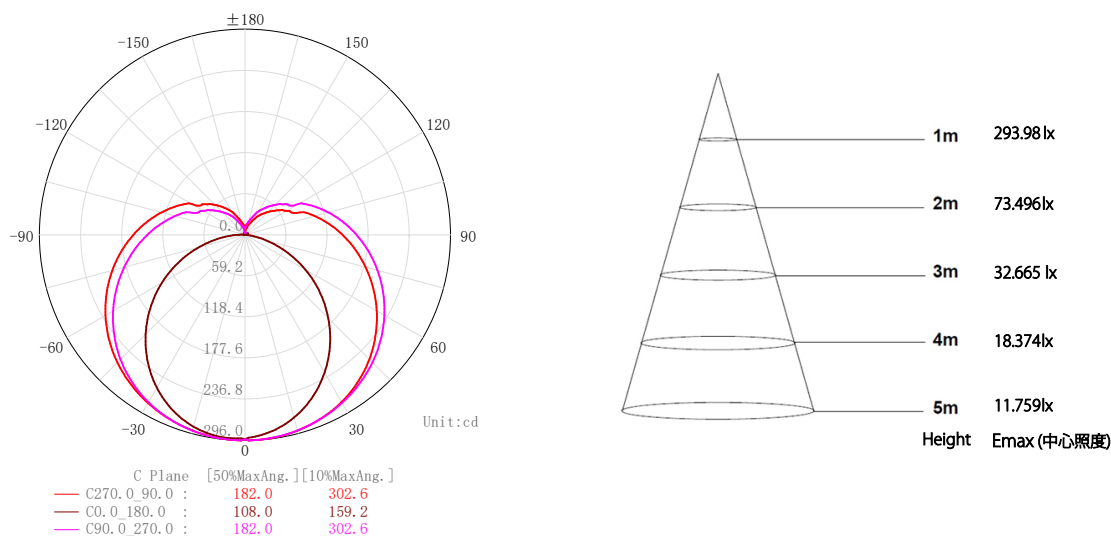 ±180
-150
150
-120
120
-90
90
0.0
59.2
118.4
177.6
236.8
296.0
-60
60
-30
30
0
Unit:cd
C Plane [50%MaxAng.][10%MaxAng.]
C270.0_90.0 : 182.0 302.6
C0.0_180.0 : 108.0 159.2
C90.0_270.0 : 182.0 302.6
1m 293.98 lx
2m 73.496lx
3m 32.665 lx
4m 18.374lx
5m 11.759lx
Height Emax (中心照度)